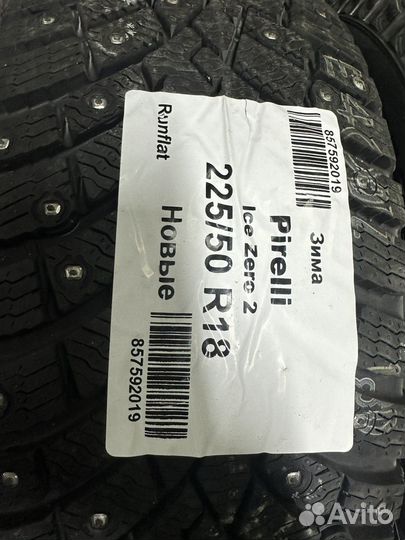 857592019
Зима
Pirelli
Ice Zero 2
225/50 R18
Runflat
Новые
857592019
Avito